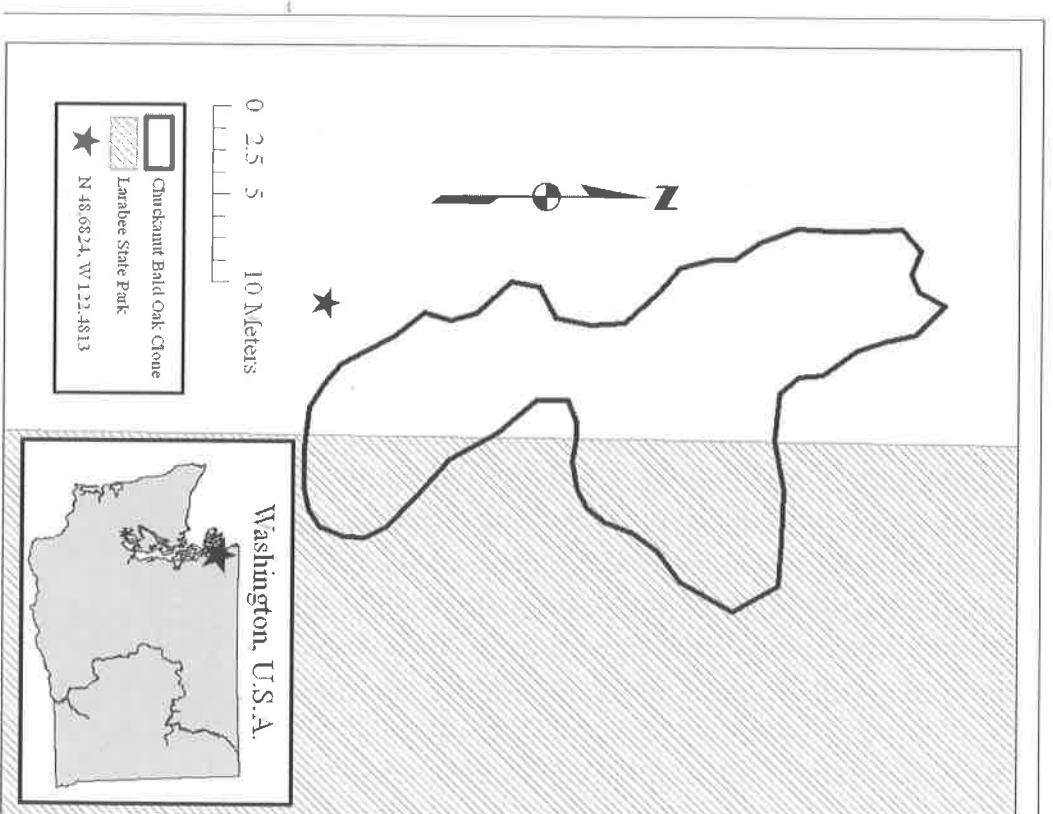 N
0 2.5 5 10 Meters
Chuckanut Bald Oak Clone
Larabee State Park
N 48.6824, W 122.4813
Washington, U.S.A.